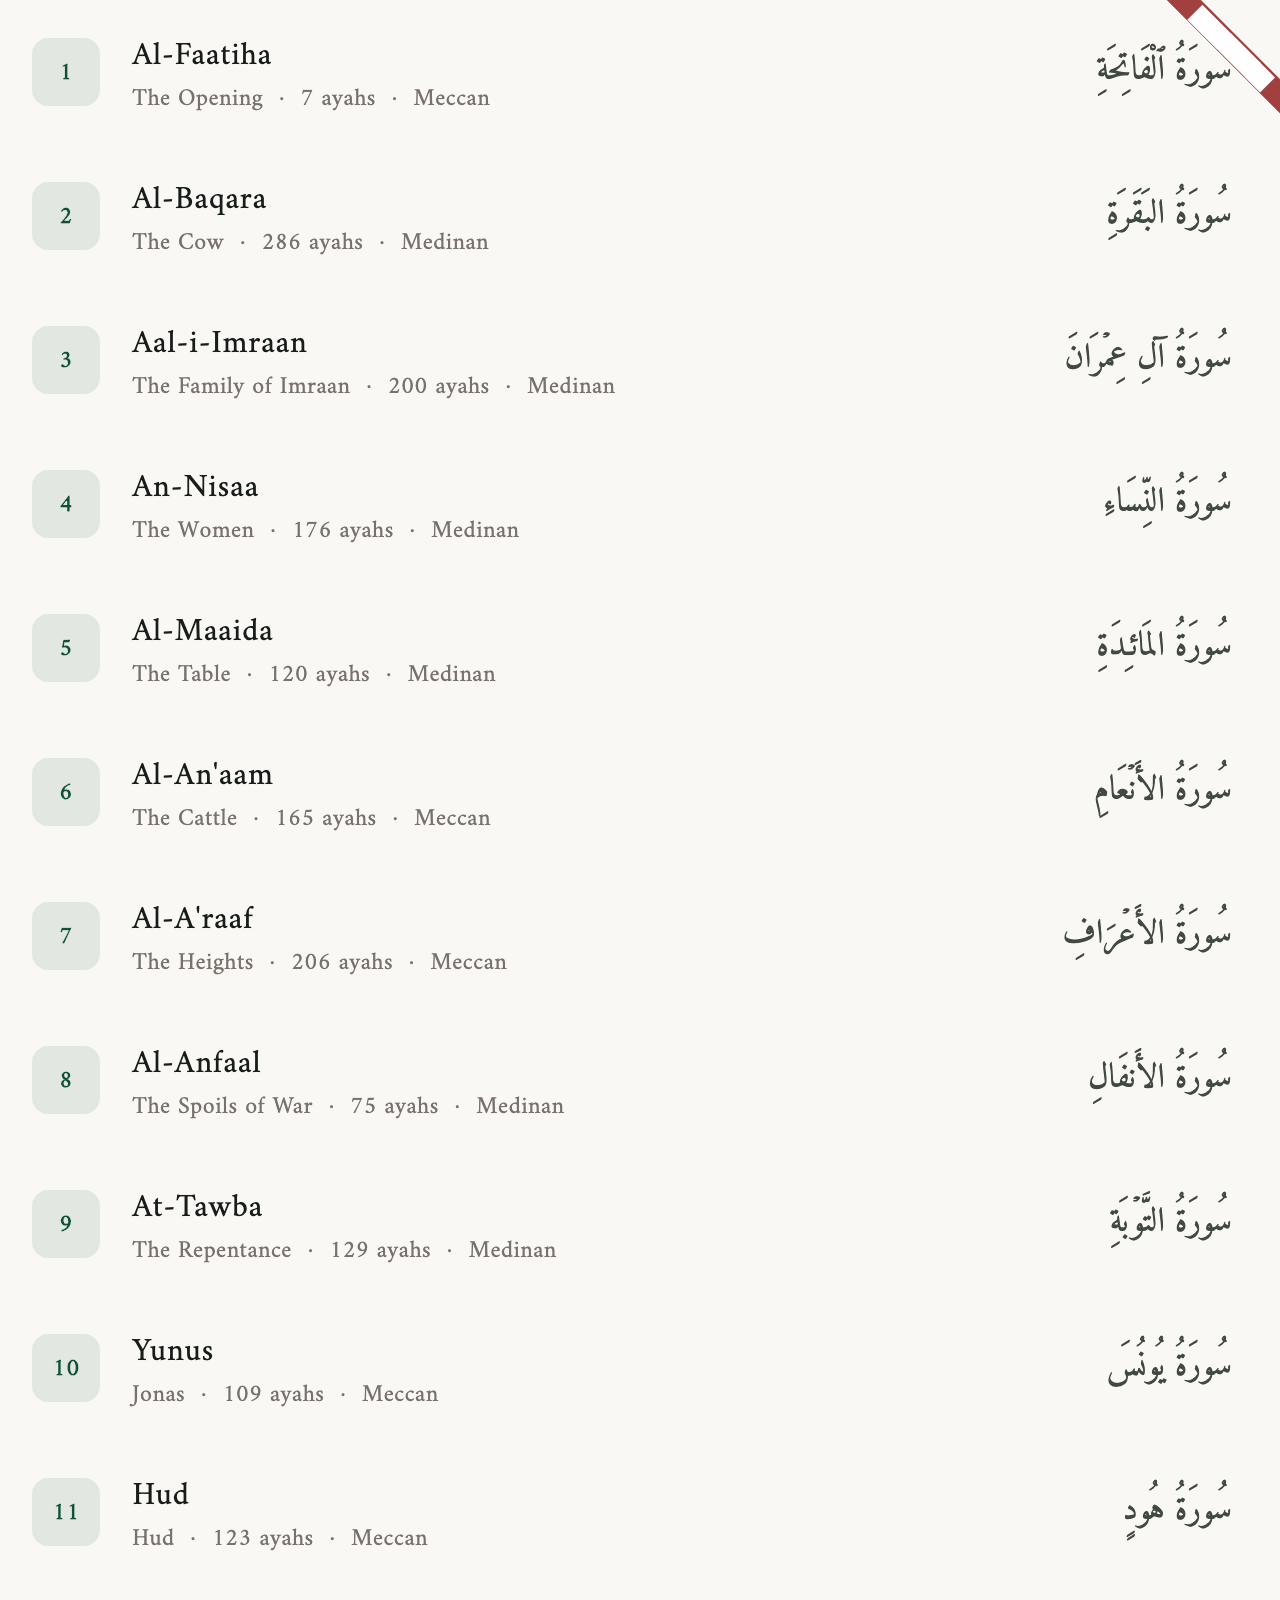 1
Al-Faatiha
سُورَةُ ٱلْفَاتِحَةِ
The Opening · 7 ayahs · Meccan
2
Al-Baqara
سُورَةُ البَقَرَةِ
The Cow · 286 ayahs · Medinan
3
Aal-i-Imraan
سُورَةُ آلِ عِمۡرَانَ
The Family of Imraan · 200 ayahs · Medinan
4
An-Nisaa
سُورَةُ النِّسَاءِ
The Women · 176 ayahs · Medinan
5
Al-Maaida
سُورَةُ المَائـِدَةِ
The Table · 120 ayahs · Medinan
6
Al-An'aam
سُورَةُ الأَنۡعَامِ
The Cattle · 165 ayahs · Meccan
7
Al-A'raaf
سُورَةُ الأَعۡرَافِ
The Heights · 206 ayahs · Meccan
8
Al-Anfaal
سُورَةُ الأَنفَالِ
The Spoils of War · 75 ayahs · Medinan
9
At-Tawba
سُورَةُ التَّوۡبَةِ
The Repentance · 129 ayahs · Medinan
10
Yunus
سُورَةُ يُونُسَ
Jonas · 109 ayahs · Meccan
11
Hud
سُورَةُ هُودٍ
Hud · 123 ayahs · Meccan